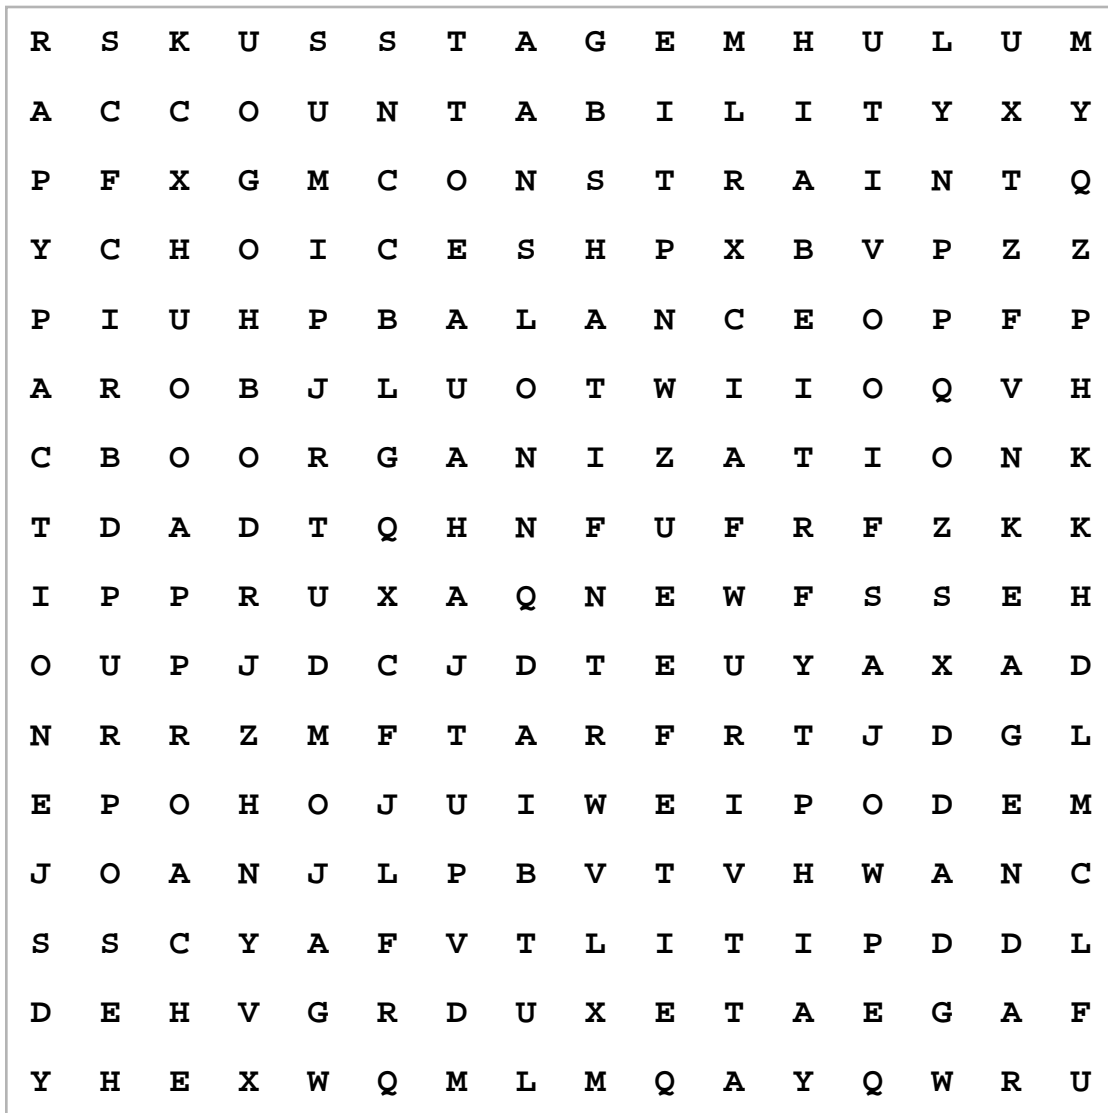 R S K U S S T A G E M H U L U M
A C C O U N T A B I L I T Y X Y
P F X G M C O N S T R A I N T Q
Y C H O I C E S H P X B V P Z Z
P I U H P B A L A N C E O P F P
A R O B J L U O T W I I O Q V H
C B O O R G A N I Z A T I O N K
T D A D T Q H N F U F R F Z K K
I P P R U X A Q N E W F S S E H
O U P J D C J D T E U Y A X A D
N R R Z M F T A R F R T J D G L
E P O H O J U I W E I P O D E M
J O A N J L P B V T V H W A N C
S S C Y A F V T L I T I P D D L
D E H V G R D U X E T A E G A F
Y H E X W Q M L M Q A Y Q W R U